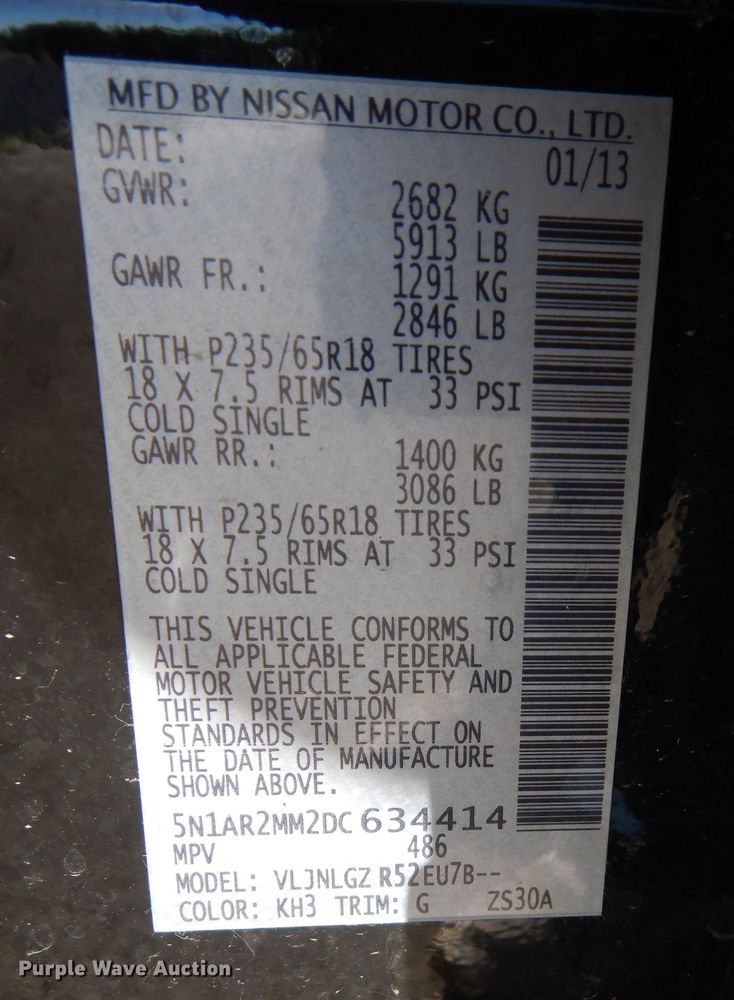 MFD BY NISSAN MOTOR CO., LTD.
DATE: 01/13
GVWR: 2682 KG
5913 LB
GAWR FR.: 1291 KG
2846 LB
WITH P235/65R18 TIRES
18 X 7.5 RIMS AT 33 PSI
COLD SINGLE
GAWR RR.: 1400 KG
3086 LB
WITH P235/65R18 TIRES
18 X 7.5 RIMS AT 33 PSI
COLD SINGLE
THIS VEHICLE CONFORMS TO
ALL APPLICABLE FEDERAL
MOTOR VEHICLE SAFETY AND
THEFT PREVENTION
STANDARDS IN EFFECT ON
THE DATE OF MANUFACTURE
SHOWN ABOVE.
5N1AR2MM2DC634414
MPV 486
MODEL: VLJNLGZ R52EU7B--
COLOR: KH3 TRIM: G ZS30A
Purple Wave Auction